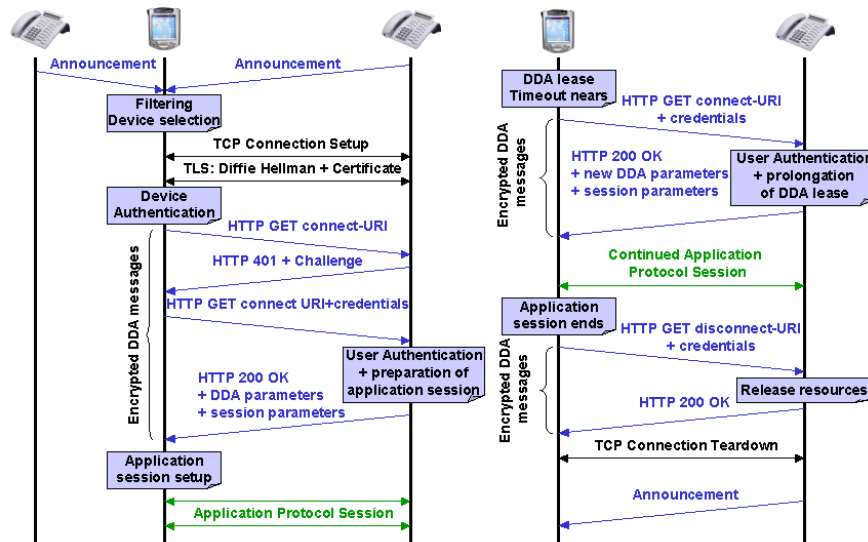 Announcement
Announcement
Filtering
Device selection
TCP Connection Setup
TLS: Diffie Hellman + Certificate
Device
Authentication
HTTP GET connect-URI
HTTP 401 + Challenge
HTTP GET connect URI+credentials
Encrypted DDA messages
User Authentication
+ preparation of
application session
HTTP 200 OK
+ DDA parameters
+ session parameters
Application
session setup
Application Protocol Session
DDA lease
Timeout nears
HTTP GET connect-URI
+ credentials
Encrypted DDA
messages
HTTP 200 OK
+ new DDA parameters
+ session parameters
User Authentication
+ prolongation
of DDA lease
Continued Application
Protocol Session
Application
session ends
HTTP GET disconnect-URI
+ credentials
Encrypted DDA
messages
Release resources
HTTP 200 OK
TCP Connection Teardown
Announcement